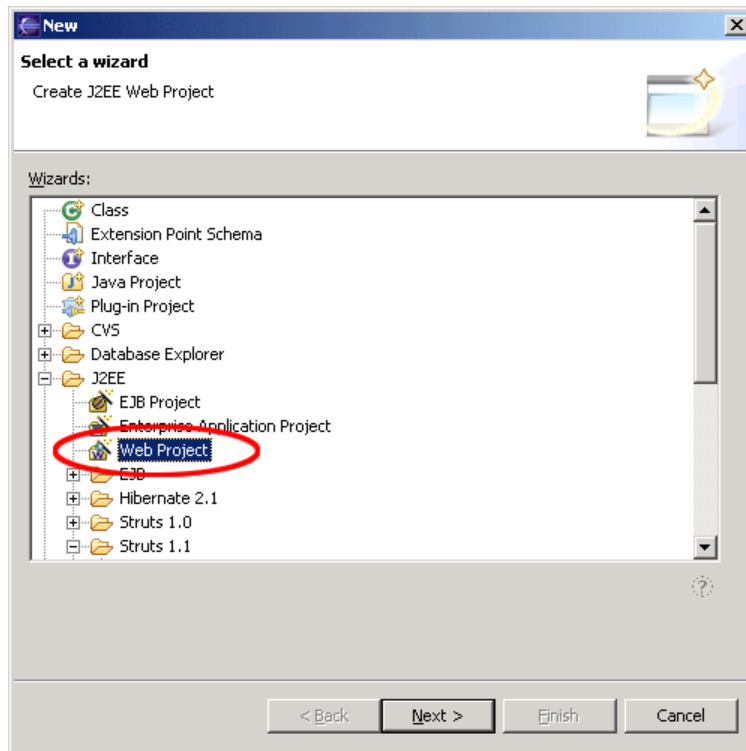 New
Select a wizard
Create J2EE Web Project
Wizards:
Class
Extension Point Schema
Interface
Java Project
Plug-in Project
CVS
Database Explorer
J2EE
EJB Project
Enterprise Application Project
Web Project
EJB
Hibernate 2.1
Struts 1.0
Struts 1.1
< Back Next > Finish Cancel